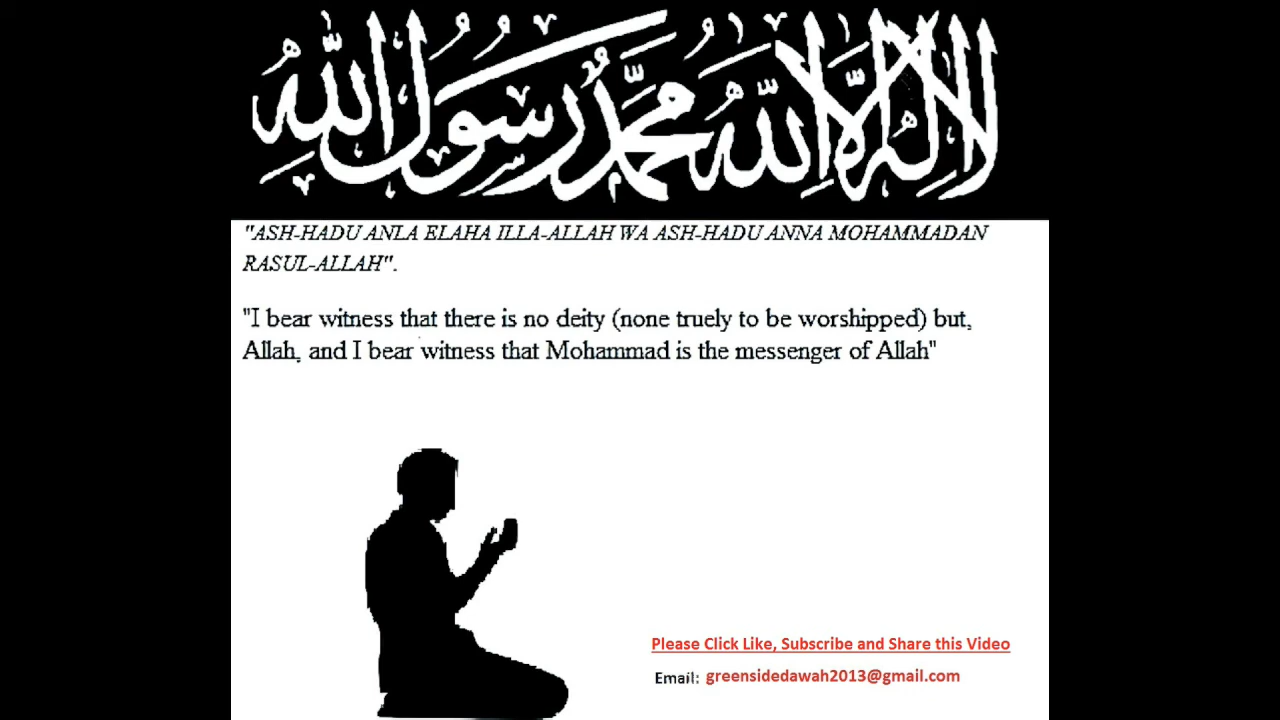 لا إله إلا الله محمد رسول الله
"ASH-HADU ANLA ELAHA ILLA-ALLAH WA ASH-HADU ANNA MOHAMMADAN
RASUL-ALLAH".
"I bear witness that there is no deity (none truely to be worshipped) but,
Allah, and I bear witness that Mohammad is the messenger of Allah"
Please Click Like, Subscribe and Share this Video
Email: greensidedawah2013@gmail.com